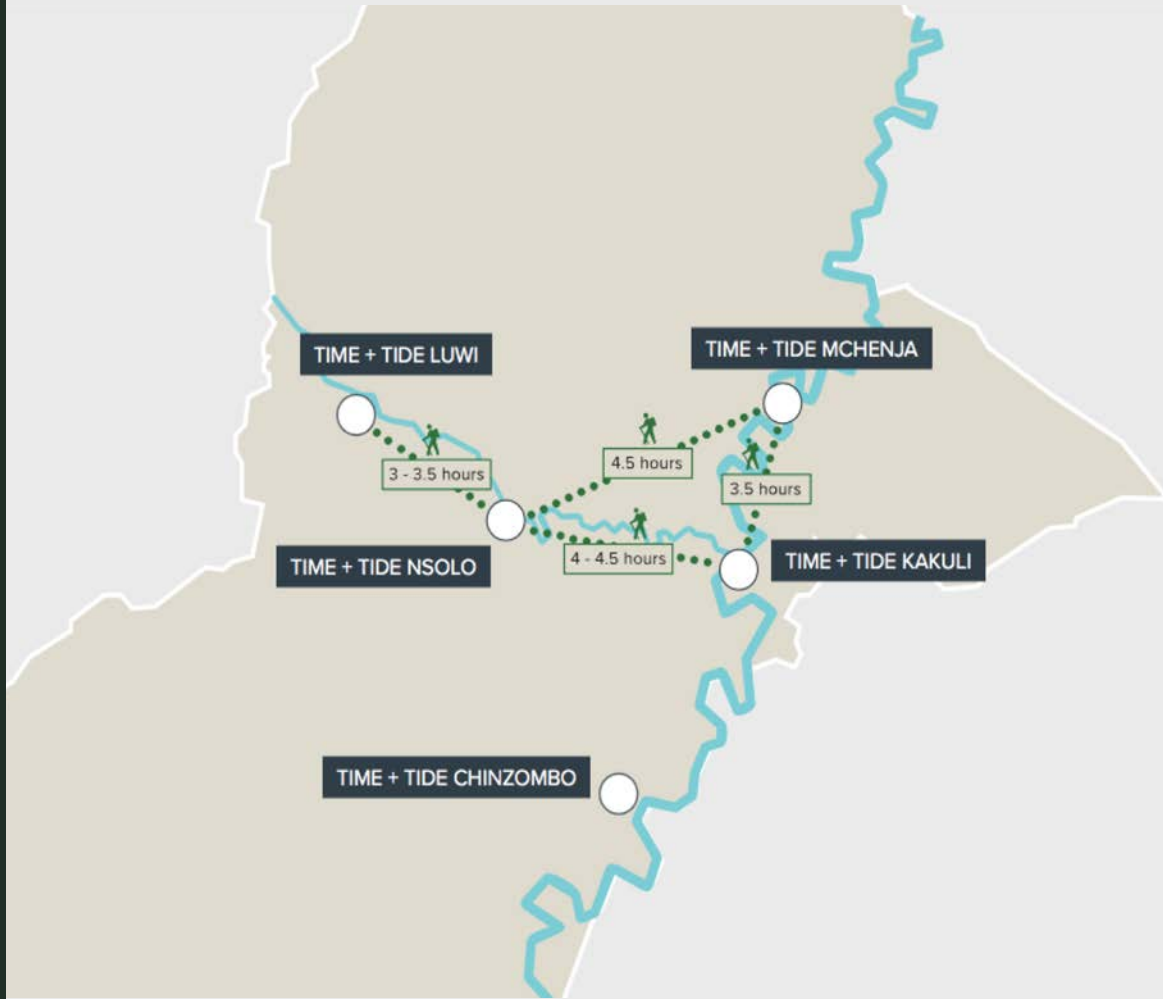 TIME + TIDE LUWI
TIME + TIDE MCHENJA
4.5 hours
3 - 3.5 hours
3.5 hours
4 - 4.5 hours
TIME + TIDE NSOLO
TIME + TIDE KAKULI
TIME + TIDE CHINZOMBO